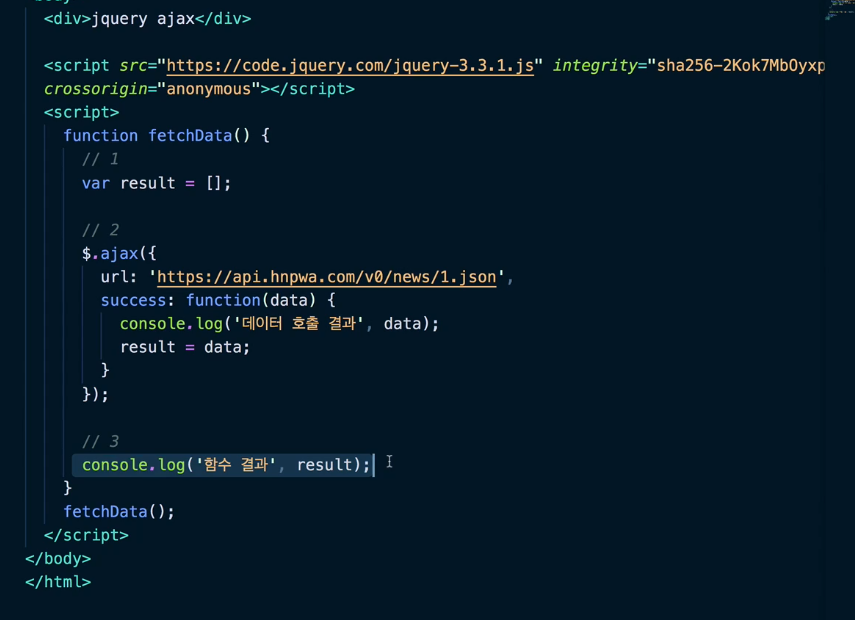 <div>jquery ajax</div>
<script src="https://code.jquery.com/jquery-3.3.1.js" integrity="sha256-2Kok7MbOyxp
crossorigin="anonymous"></script>
<script>
function fetchData() {
// 1
var result = [];
// 2
$.ajax({
url: 'https://api.hnpwa.com/v0/news/1.json',
success: function(data) {
console.log('데이터 호출 결과', data);
result = data;
}
});
// 3
console.log('함수 결과', result);
}
fetchData();
</script>
</body>
</html>